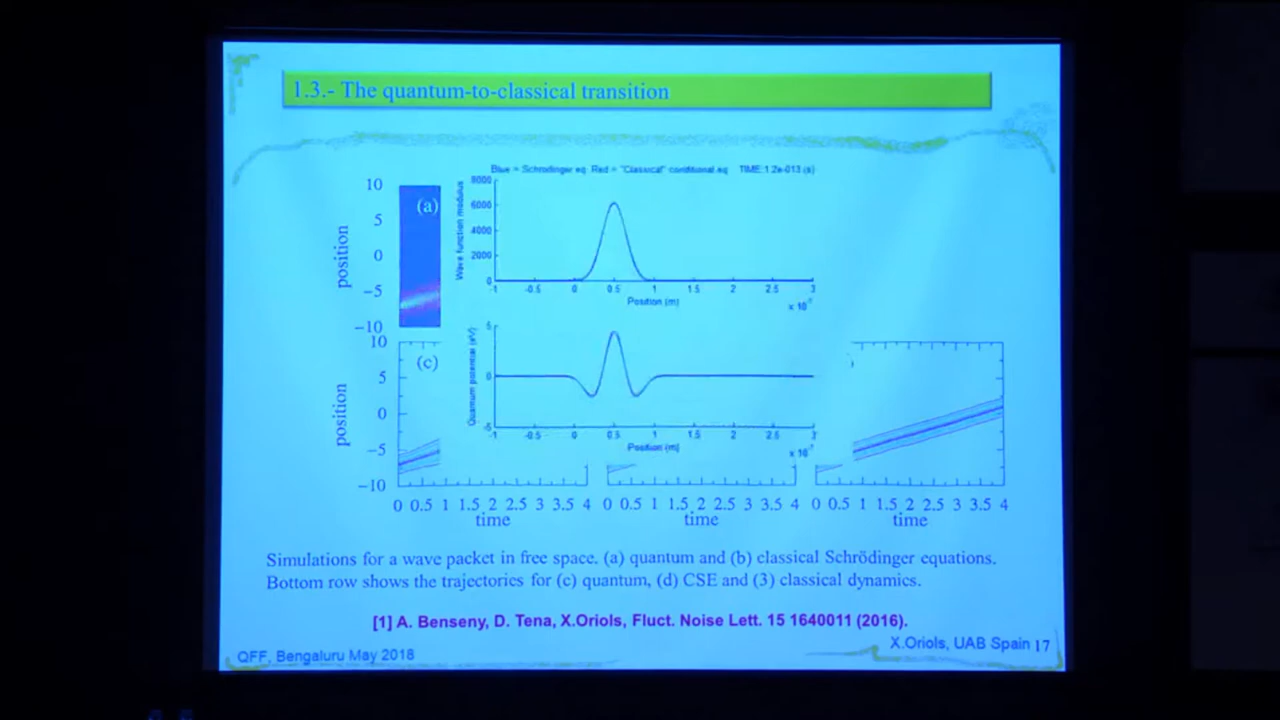 1.3.- The quantum-to-classical transition
Blue = Schrodinger eq Red = "Classical" conditional eq TIME:1.2e-013 (s)
10
5
0
-5
-10
position
(a)
8000
6000
4000
2000
0
Wave function modulus
-1 -0.5 0 0.5 1 1.5 2 2.5 3
Position (m)
x 10
10
5
0
-5
-10
position
(c)
5
0
-5
Quantum potential (eV)
-1 -0.5 0 0.5 1 1.5 2 2.5 3
Position (m)
x 10
0 0.5 1 1.5 2 2.5 3 3.5 4 0 0.5 1 1.5 2 2.5 3 3.5 4 0 0.5 1 1.5 2 2.5 3 3.5 4
time time time
Simulations for a wave packet in free space. (a) quantum and (b) classical Schrödinger equations.
Bottom row shows the trajectories for (c) quantum, (d) CSE and (3) classical dynamics.
[1] A. Benseny, D. Tena, X.Oriols, Fluct. Noise Lett. 15 1640011 (2016).
QFF, Bengaluru May 2018
X.Oriols, UAB Spain 17